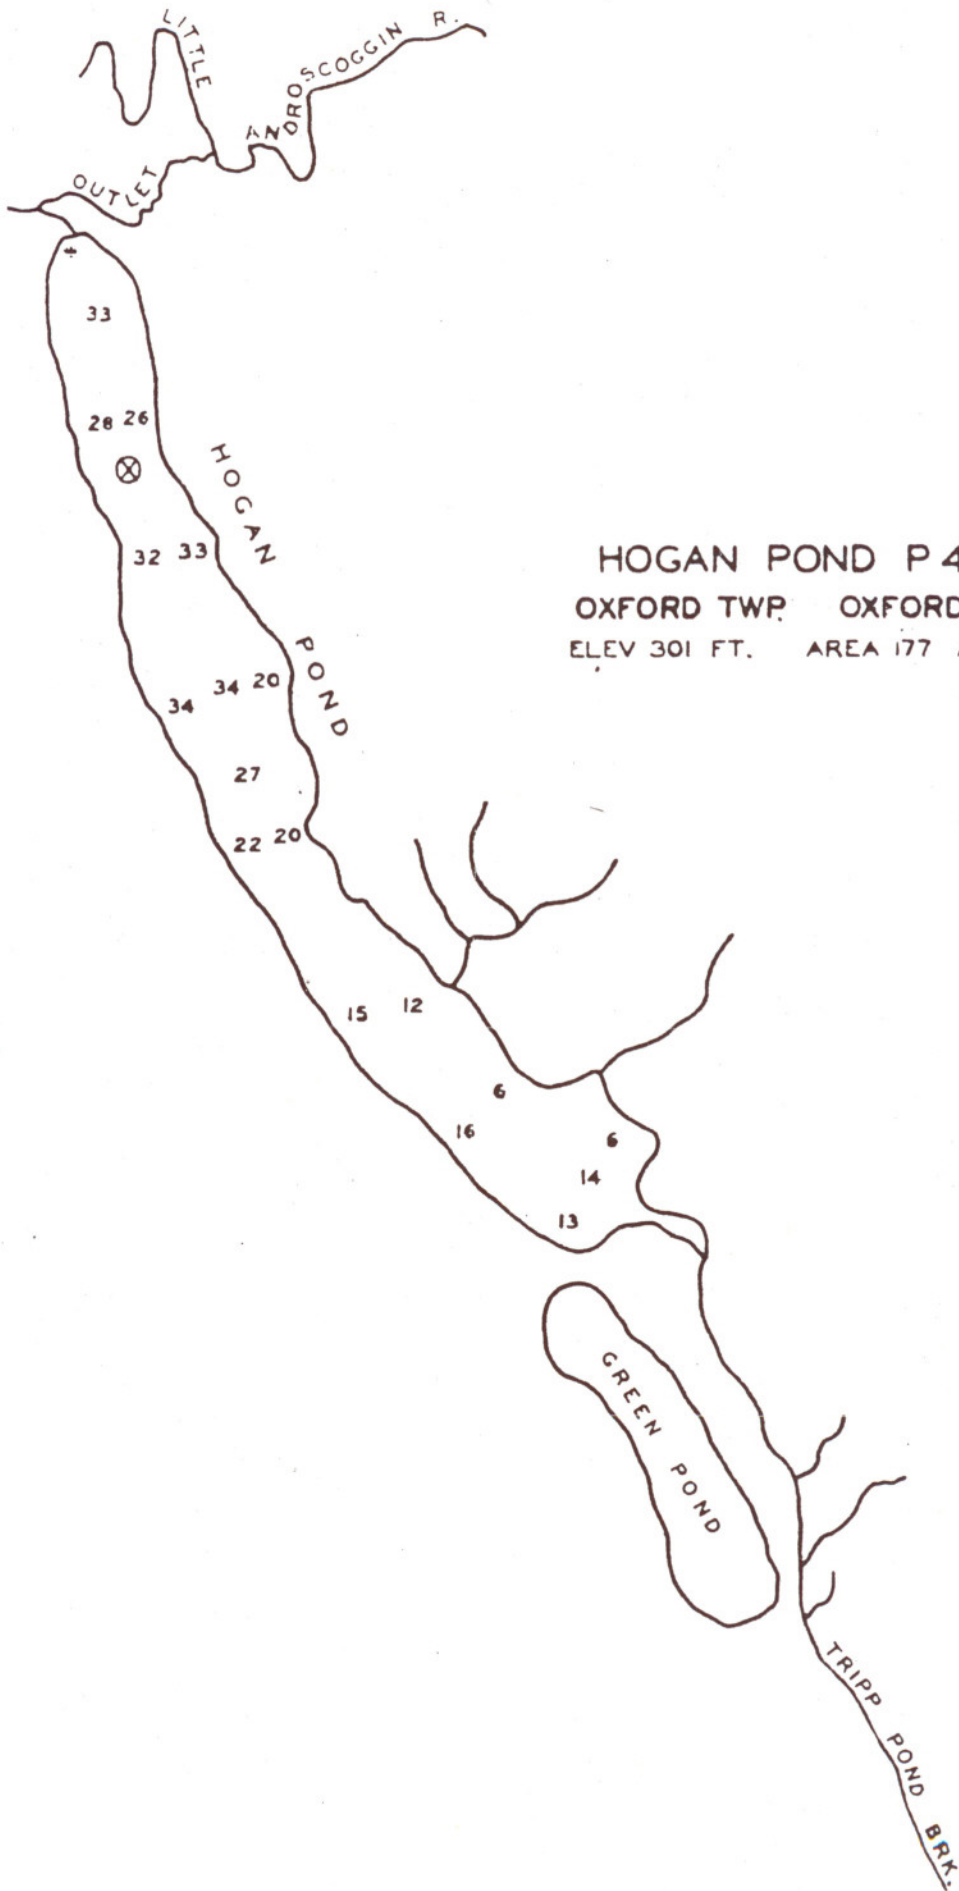 LITTLE
ANDROSCOGGIN R.
OUTLET
33
28 26
HOGAN
POND
32 33
HOGAN POND P 4
OXFORD TWP. OXFORD
ELEV 301 FT. AREA 177
34 34 20
27
22 20
15 12
6
16
6
14
13
GREEN POND
TRIPP POND BRK.